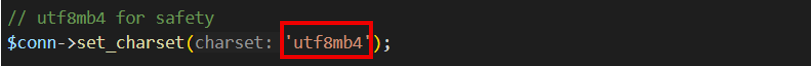 // utf8mb4 for safety
$conn->set_charset(charset: 'utf8mb4');